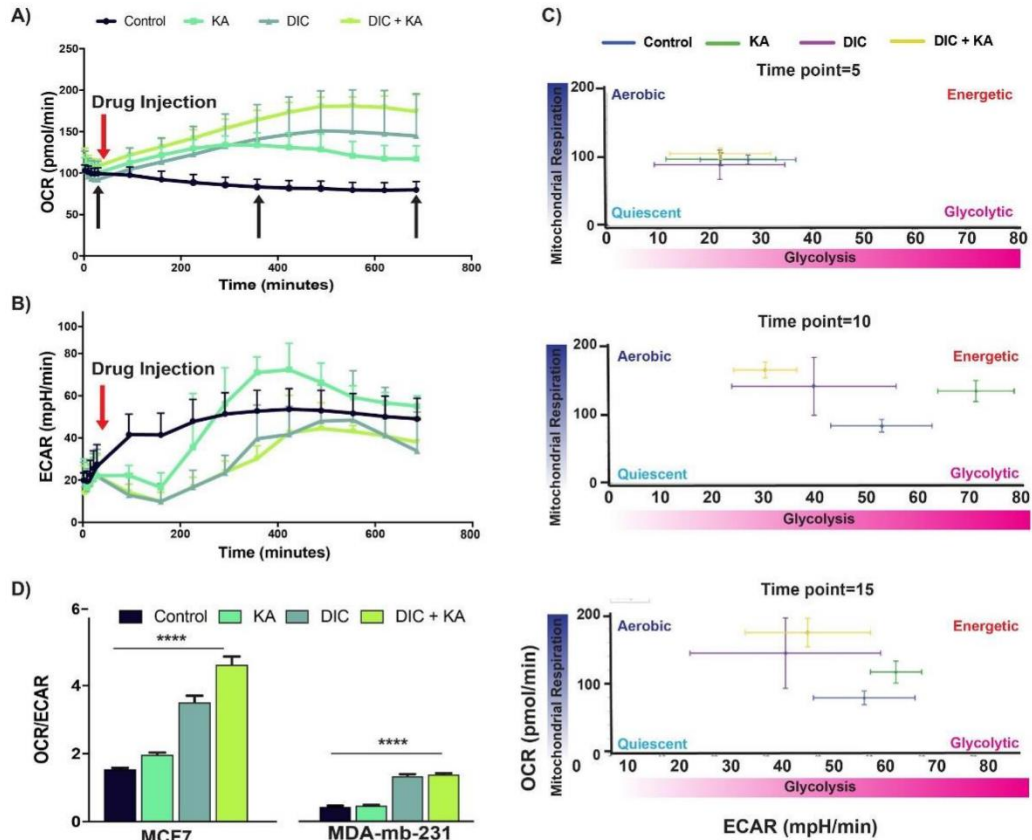 A)
Control KA DIC DIC + KA
250
200
150
100
50
0
OCR (pmol/min)
Drug Injection
0 200 400 600 800
Time (minutes)
B)
100
80
60
40
20
0
ECAR (mpH/min)
Drug Injection
0 200 400 600 800
Time (minutes)
C)
Control KA DIC DIC + KA
Time point=5
200
100
0
Mitochondrial Respiration
Aerobic Energetic
Quiescent Glycolytic
0 10 20 30 40 50 60 70 80
Glycolysis
Time point=10
200
100
0
Mitochondrial Respiration
Aerobic Energetic
Quiescent Glycolytic
0 10 20 30 40 50 60 70 80
Glycolysis
Time point=15
200
150
100
50
0
OCR (pmol/min)
Mitochondrial Respiration
Aerobic Energetic
Quiescent Glycolytic
0 10 20 30 40 50 60 70 80
Glycolysis
ECAR (mpH/min)
D)
Control KA DIC DIC + KA
6
4
2
0
OCR/ECAR
****
****
MCF7 MDA-mb-231